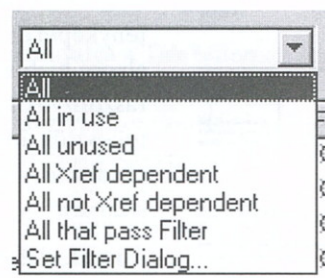 All
All
All in use
All unused
All Xref dependent
All not Xref dependent
All that pass Filter
Set Filter Dialog...